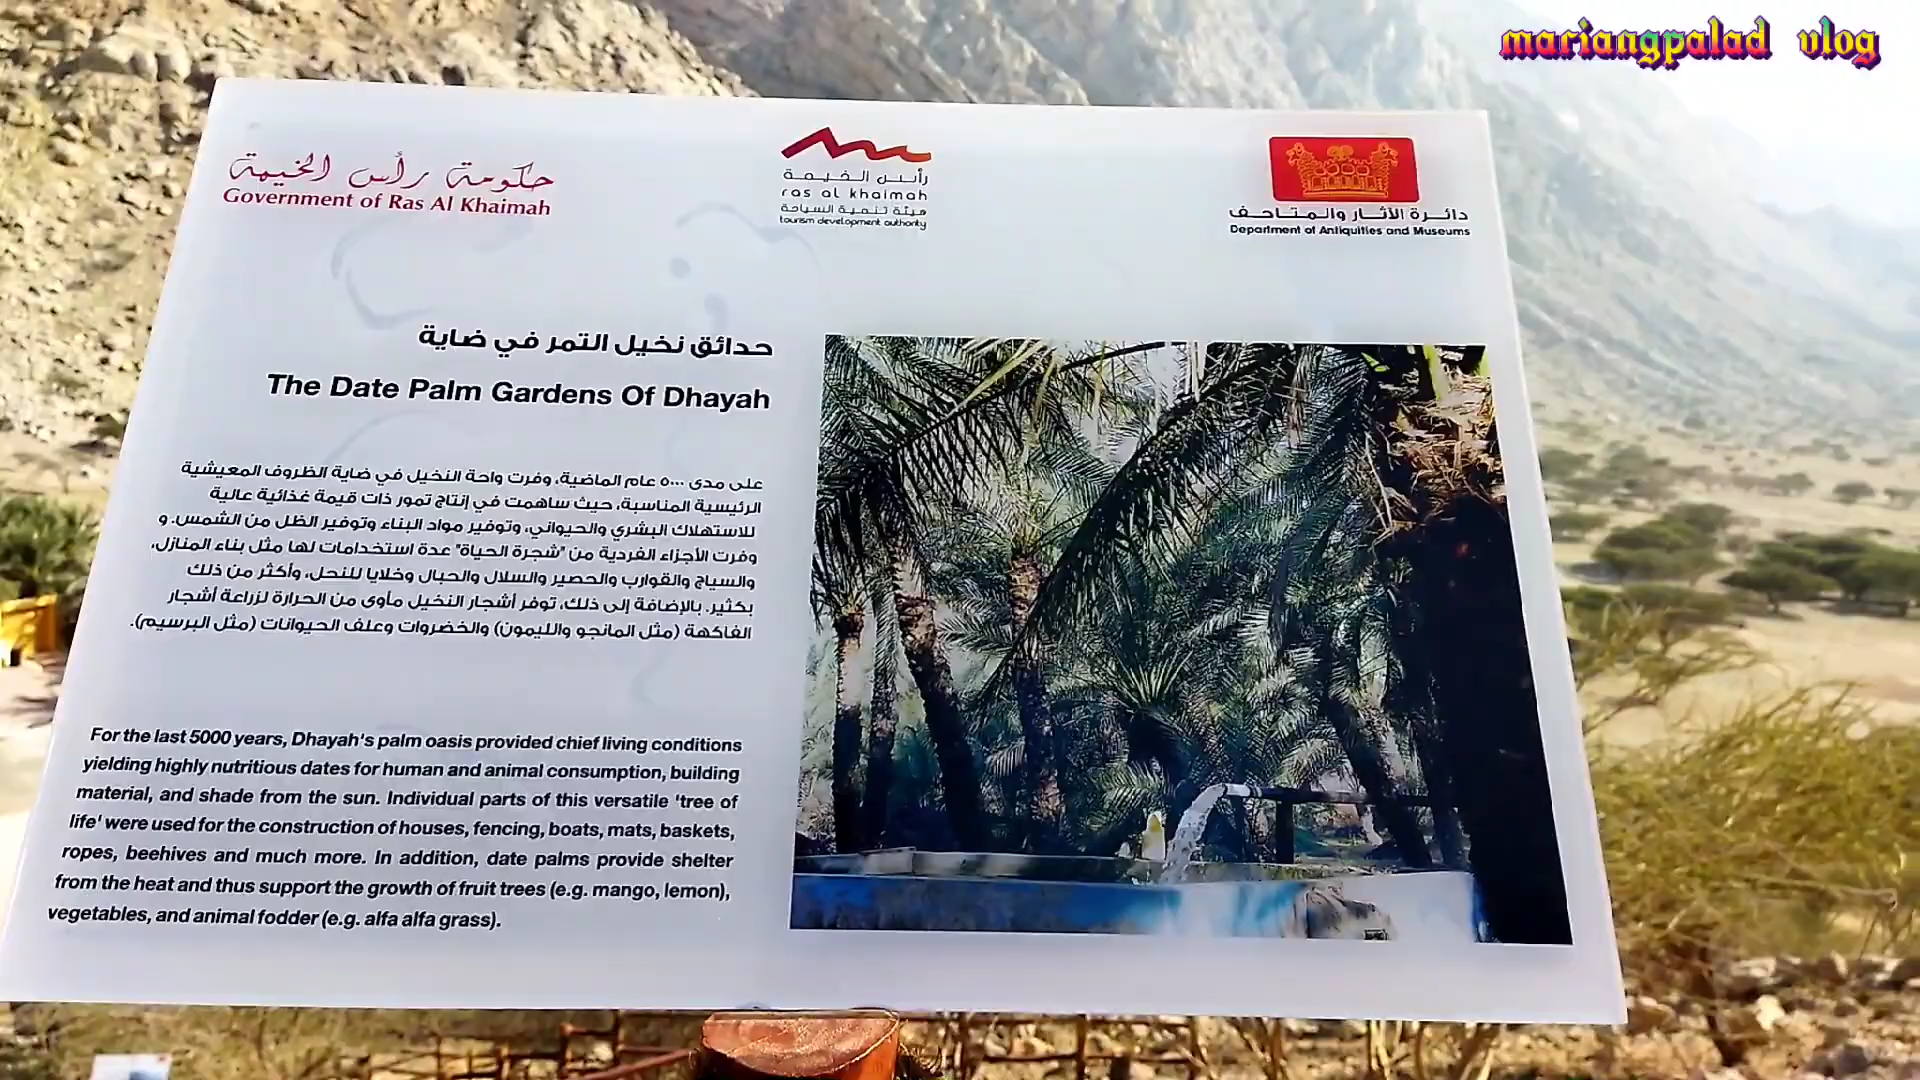 mariangpalad vlog
حكومة رأس الخيمة
Government of Ras Al Khaimah
رأس الخيمة
ras al khaimah
هيئة تنمية السياحة
tourism development authority
دائرة الآثار والمتاحف
Department of Antiquities and Museums
حدائق نخيل التمر في ضاية
The Date Palm Gardens Of Dhayah
على مدى ٥٠٠٠ عام الماضية، وفرت واحة النخيل في ضاية الظروف المعيشية
الرئيسية المناسبة، حيث ساهمت في إنتاج تمور ذات قيمة غذائية عالية
للاستهلاك البشري والحيواني، وتوفير مواد البناء وتوفير الظل من الشمس. و
وفرت الأجزاء الفردية من "شجرة الحياة" عدة استخدامات لها مثل بناء المنازل،
والسياج والقوارب والحصير والسلال والحبال وخلايا للنحل، وأكثر من ذلك
بكثير. بالإضافة إلى ذلك، توفر أشجار النخيل مأوى من الحرارة لزراعة أشجار
الفاكهة (مثل المانجو والليمون) والخضروات وعلف الحيوانات (مثل البرسيم).
For the last 5000 years, Dhayah's palm oasis provided chief living conditions
yielding highly nutritious dates for human and animal consumption, building
material, and shade from the sun. Individual parts of this versatile 'tree of
life' were used for the construction of houses, fencing, boats, mats, baskets,
ropes, beehives and much more. In addition, date palms provide shelter
from the heat and thus support the growth of fruit trees (e.g. mango, lemon),
vegetables, and animal fodder (e.g. alfa alfa grass).